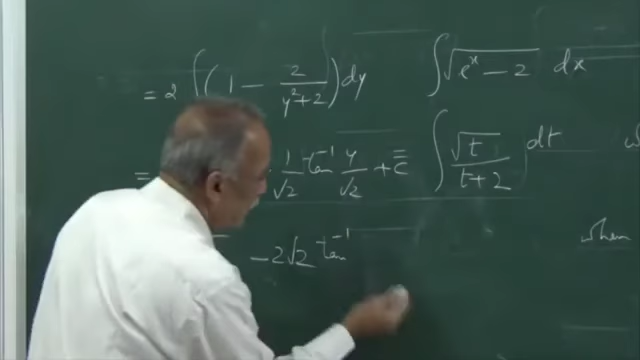 = 2 ∫(1 - 2/(y²+2)) dy
∫√(eˣ - 2) dx
=
1/√2 tan⁻¹ y/√2 + c̿
∫ √t/(t+2) dt
- 2√2 tan⁻¹
when